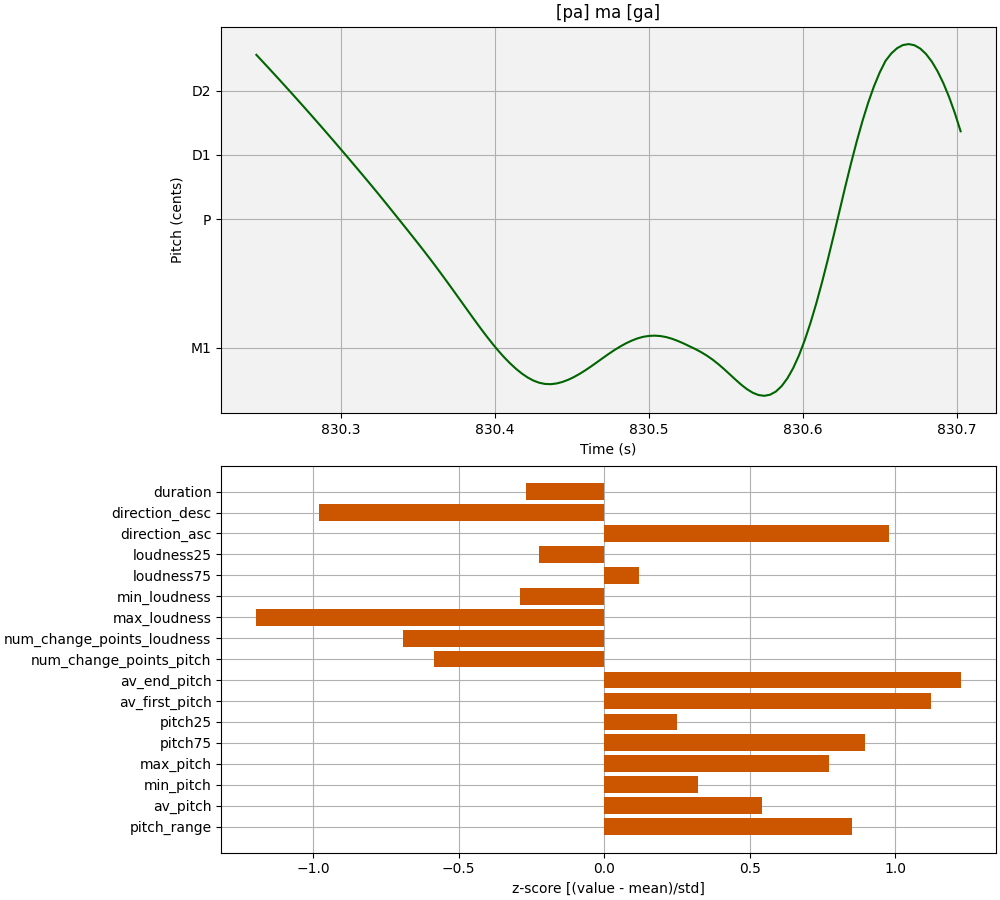 [pa] ma [ga]
Pitch (cents)
D2
D1
P
M1
830.3 830.4 830.5 830.6 830.7
Time (s)
duration
direction_desc
direction_asc
loudness25
loudness75
min_loudness
max_loudness
num_change_points_loudness
num_change_points_pitch
av_end_pitch
av_first_pitch
pitch25
pitch75
max_pitch
min_pitch
av_pitch
pitch_range
−1.0 −0.5 0.0 0.5 1.0
z-score [(value - mean)/std]